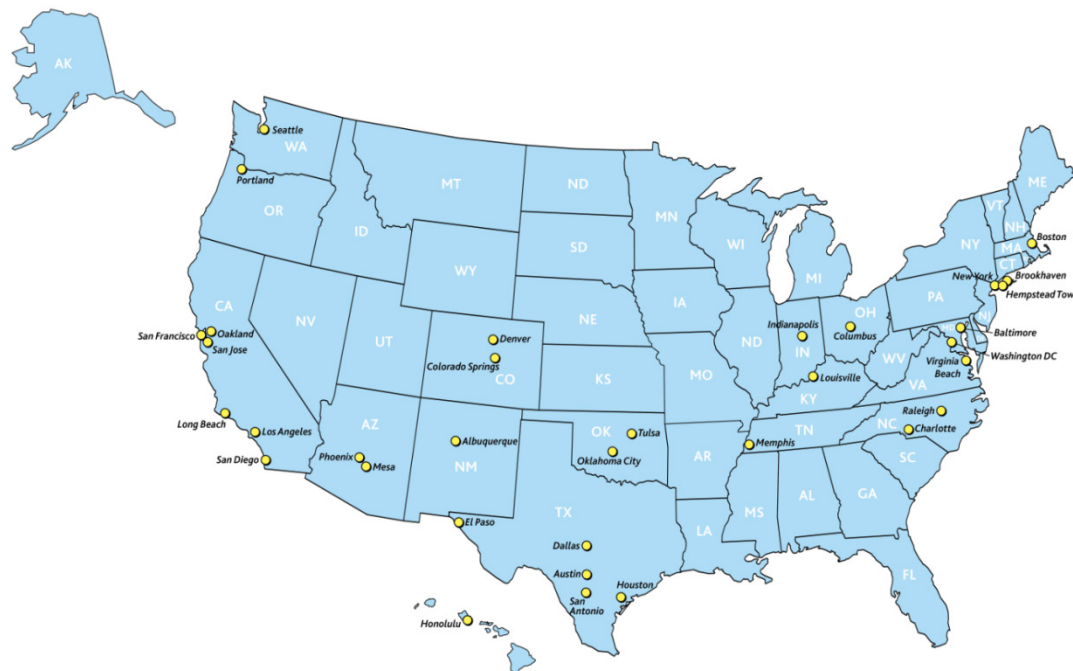 AK
Seattle
WA
Portland
OR
MT
ID
ND
MN
SD
WI
WY
MI
ME
VT
NH
NY
MA
Boston
CT
New York
Brookhaven
Hempstead Tow
PA
NJ
MD
Baltimore
Washington DC
IA
NE
CA
NV
UT
San Francisco
Oakland
San Jose
Denver
Colorado Springs
CO
KS
MO
ND
Indianapolis
IN
OH
Columbus
Louisville
KY
WV
Virginia
Beach
VA
Long Beach
Los Angeles
San Diego
AZ
Phoenix
Mesa
Albuquerque
NM
OK
Tulsa
Oklahoma City
AR
Memphis
TN
Raleigh
NC
Charlotte
SC
MS
AL
GA
LA
El Paso
TX
Dallas
Austin
San
Antonio
Houston
FL
Honolulu